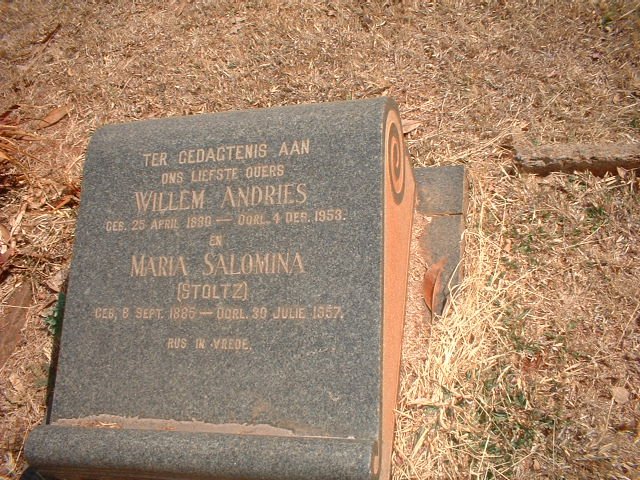 TER GEDAGTENIS AAN
ONS LIEFSTE OUERS
WILLEM ANDRIES
GEB. 25 APRIL 1880 — OORL. 4 DES. 1953.
EN
MARIA SALOMINA
(STOLTZ)
GEB. 8 SEPT. 1885 — OORL. 30 JULIE 1957.
RUS IN VREDE.